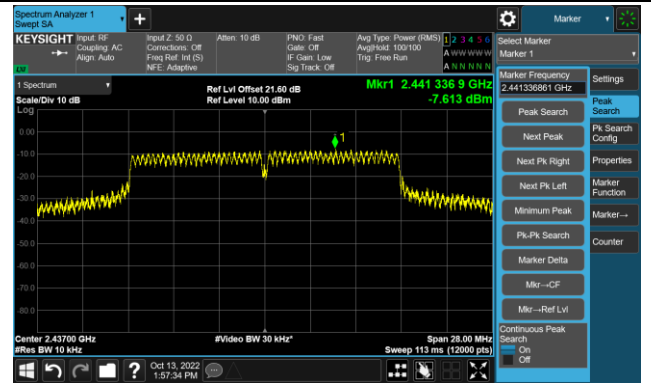 Spectrum Analyzer 1
Swept SA
+
Marker
KEYSIGHT
Input: RF
Coupling: AC
Align: Auto
Input Z: 50 Ω
Corrections: Off
Freq Ref: Int (S)
NFE: Adaptive
Atten: 10 dB
PNO: Fast
Gate: Off
IF Gain: Low
Sig Track: Off
Avg Type: Power (RMS)
Avg|Hold: 100/100
Trig: Free Run
1 2 3 4 5 6
A W W W W W
A N N N N N
Select Marker
Marker 1
1 Spectrum
Scale/Div 10 dB
Log
Ref Lvl Offset 21.60 dB
Ref Level 10.00 dBm
Mkr1 2.441 336 9 GHz
-7.613 dBm
0.00
-10.0
-20.0
-30.0
-40.0
-50.0
-60.0
-70.0
-80.0
1
Center 2.43700 GHz
#Res BW 10 kHz
#Video BW 30 kHz*
Span 28.00 MHz
Sweep 113 ms (12000 pts)
Marker Frequency
2.441336861 GHz
Peak Search
Next Peak
Next Pk Right
Next Pk Left
Minimum Peak
Pk-Pk Search
Marker Delta
Mkr→CF
Mkr→Ref Lvl
Continuous Peak
Search
On
Off
Settings
Peak
Search
Pk Search
Config
Properties
Marker
Function
Marker→
Counter
?
Oct 13, 2022
1:57:34 PM